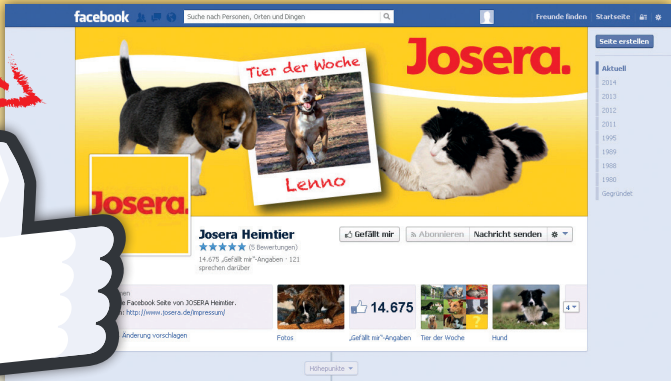 facebook
Suche nach Personen, Orten und Dingen
Freunde finden
Startseite
Seite erstellen
Josera.
Tier der Woche
Lenno
Aktuell
2014
2013
2012
2011
1995
1989
1988
1980
Gegründet
Josera.
Josera Heimtier
(5 Bewertungen)
14.675 „Gefällt mir“-Angaben · 121
sprechen darüber
Gefällt mir
Abonnieren
Nachricht senden
e Facebook Seite von JOSERA Heimtier.
http://www.josera.de/impressum/
Änderung vorschlagen
14.675
4
Fotos
„Gefällt mir“-Angaben
Tier der Woche
Hund
Höhepunkte